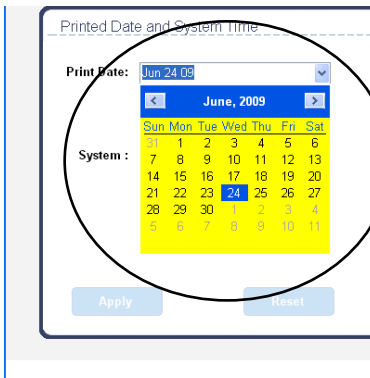 Printed Date and System Time
Print Date: Jun 24 09
< June, 2009 >
Sun Mon Tue Wed Thu Fri Sat
31 1 2 3 4 5 6
System : 7 8 9 10 11 12 13
14 15 16 17 18 19 20
21 22 23 24 25 26 27
28 29 30 1 2 3 4
5 6 7 8 9 10 11
Apply Reset